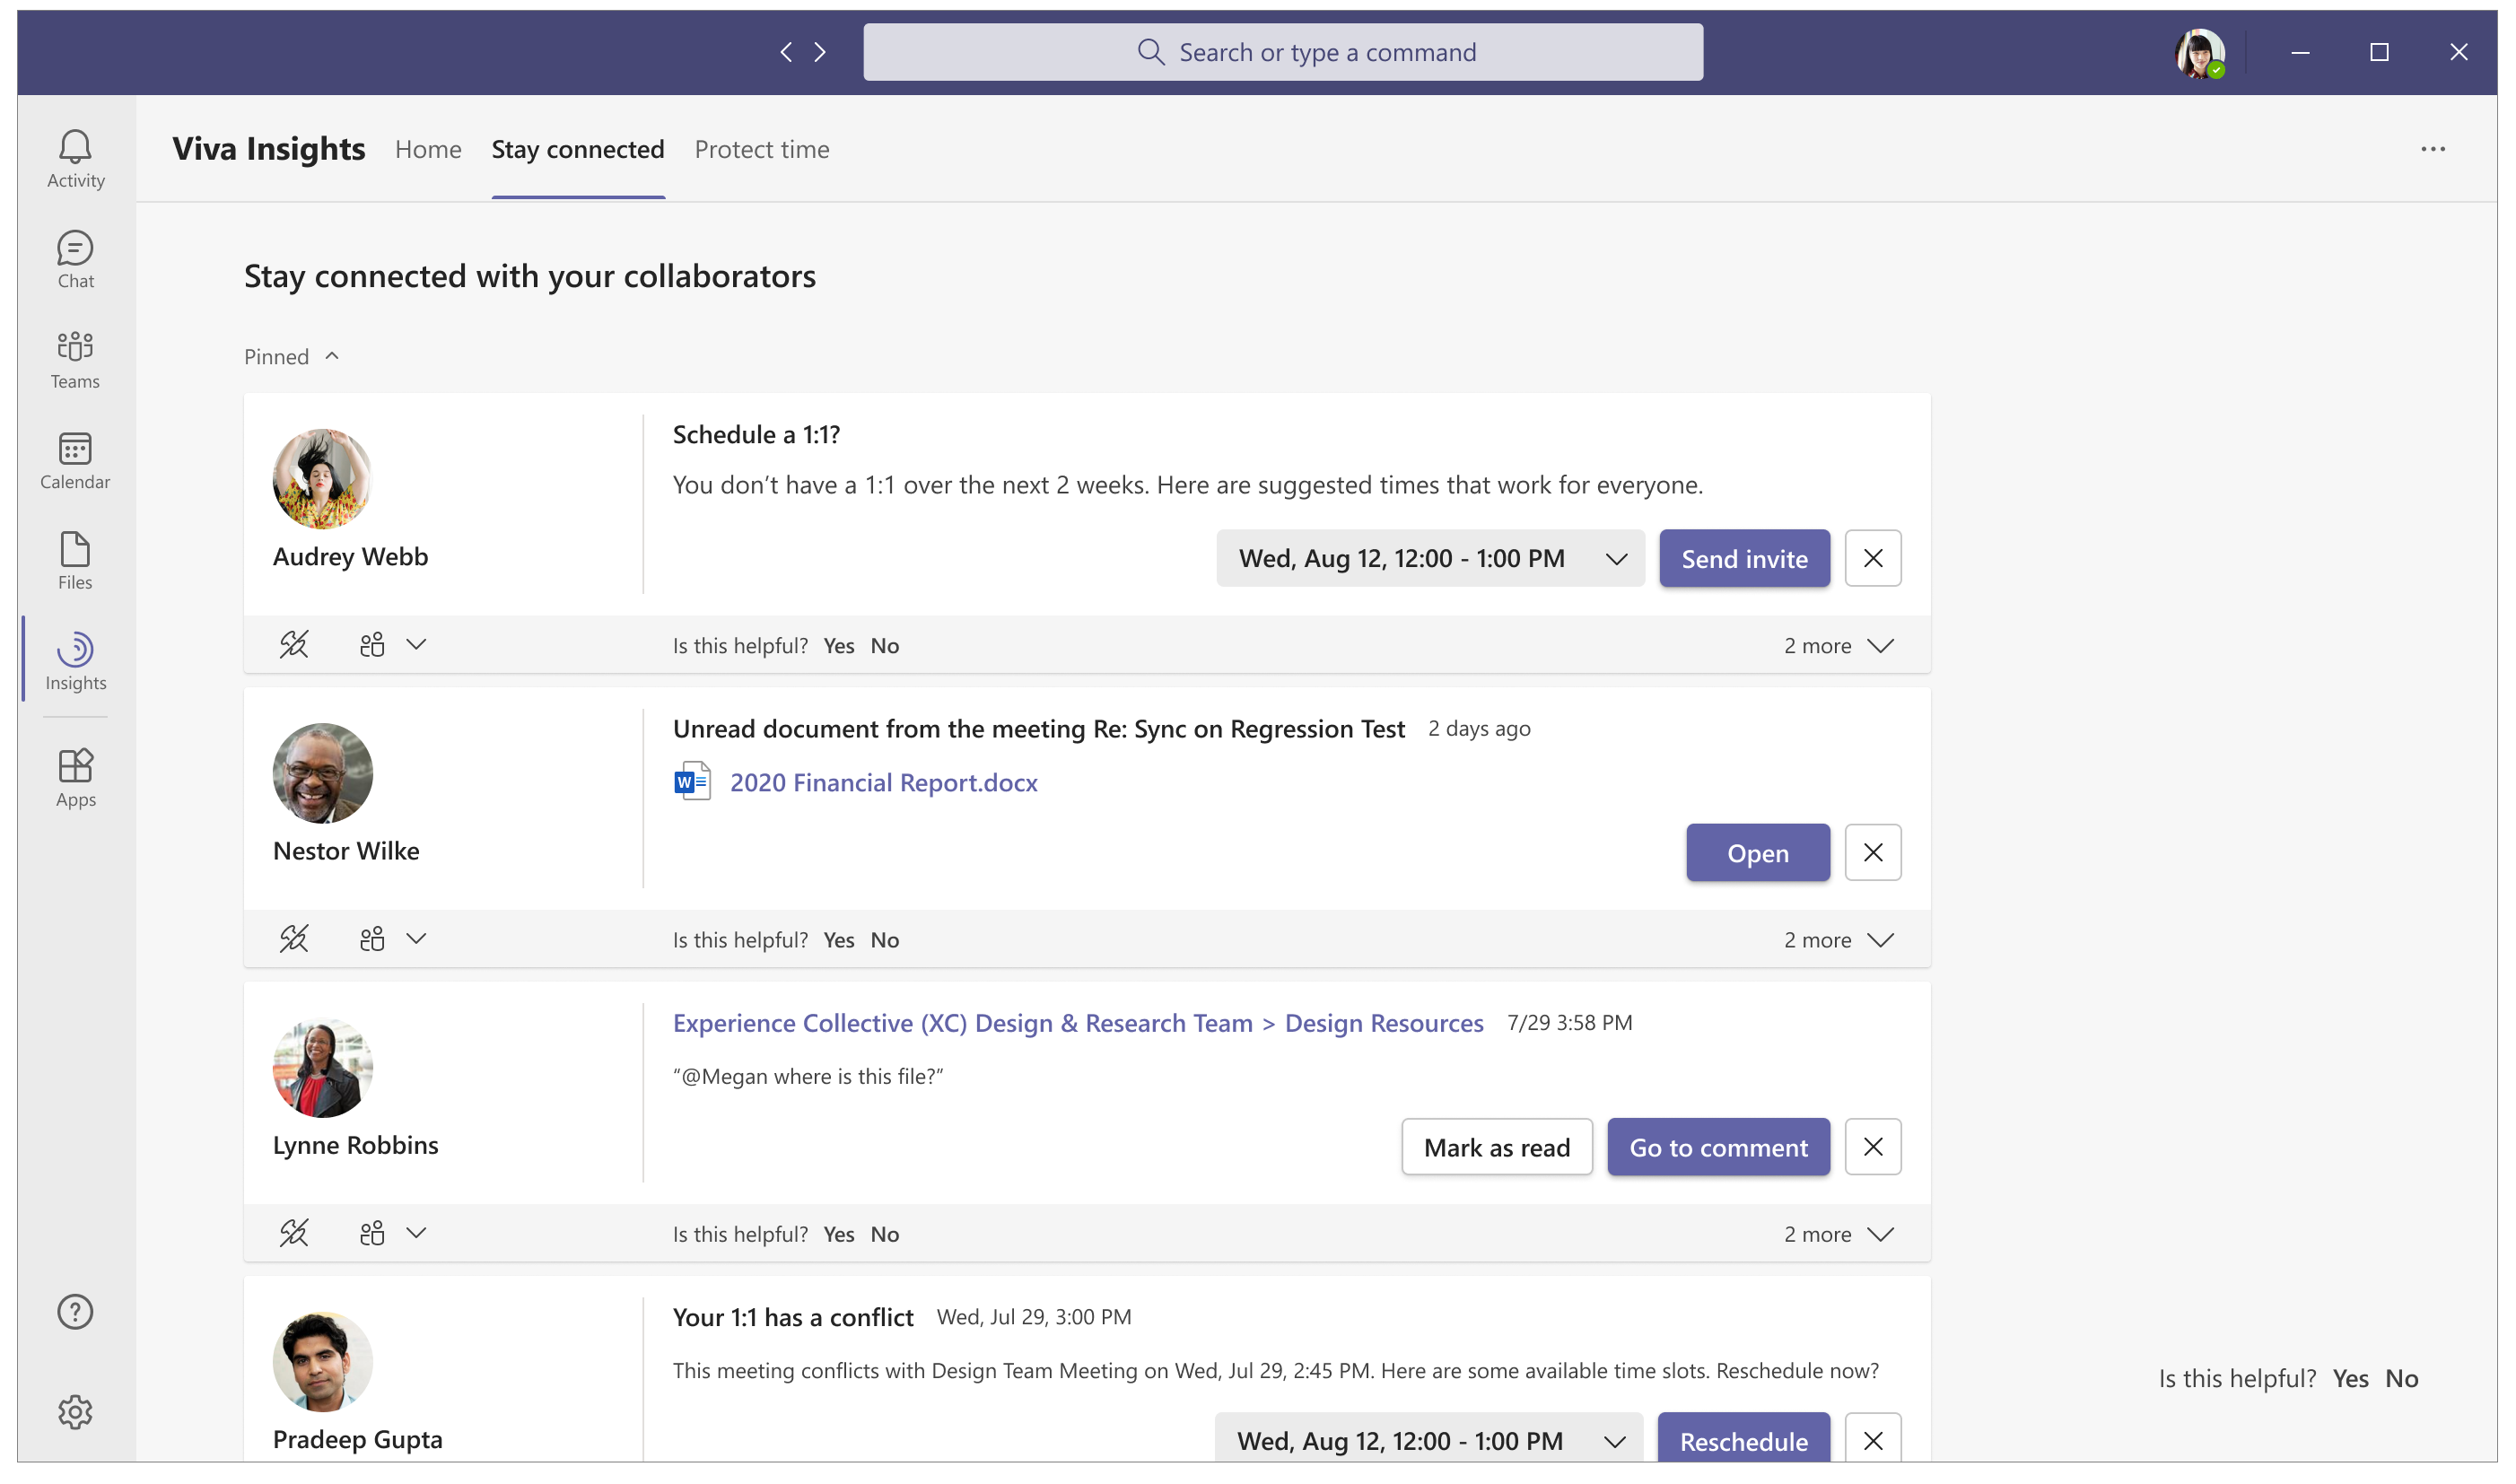 Search or type a command
Viva Insights Home Stay connected Protect time
Activity
Chat
Teams
Calendar
Files
Insights
Apps
Stay connected with your collaborators
Pinned
Audrey Webb
Schedule a 1:1?
You don’t have a 1:1 over the next 2 weeks. Here are suggested times that work for everyone.
Wed, Aug 12, 12:00 - 1:00 PM Send invite
Is this helpful? Yes No 2 more
Nestor Wilke
Unread document from the meeting Re: Sync on Regression Test 2 days ago
W 2020 Financial Report.docx
Open
Is this helpful? Yes No 2 more
Lynne Robbins
Experience Collective (XC) Design & Research Team > Design Resources 7/29 3:58 PM
“@Megan where is this file?”
Mark as read Go to comment
Is this helpful? Yes No 2 more
Pradeep Gupta
Your 1:1 has a conflict Wed, Jul 29, 3:00 PM
This meeting conflicts with Design Team Meeting on Wed, Jul 29, 2:45 PM. Here are some available time slots. Reschedule now?
Wed, Aug 12, 12:00 - 1:00 PM Reschedule
Is this helpful? Yes No